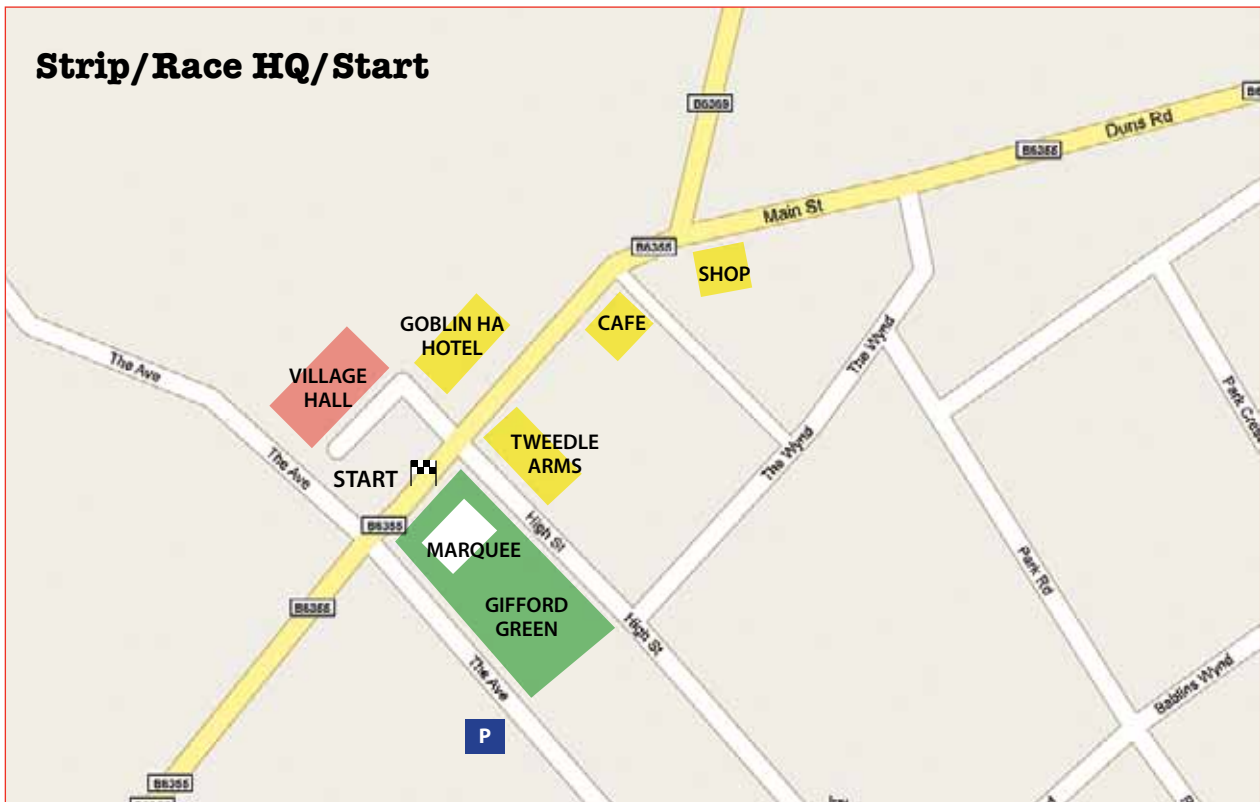 Strip/Race HQ/Start
B6369
Duns Rd
B6355
Main St
B6355
SHOP
GOBLIN HA
HOTEL
CAFE
The Ave
VILLAGE
HALL
The Wynd
Park Cres
TWEEDLE
ARMS
The Wynd
The Ave
START
B6355
High St
MARQUEE
Park Rd
B6355
GIFFORD
GREEN
High St
The Ave
Bablins Wynd
P
B6355